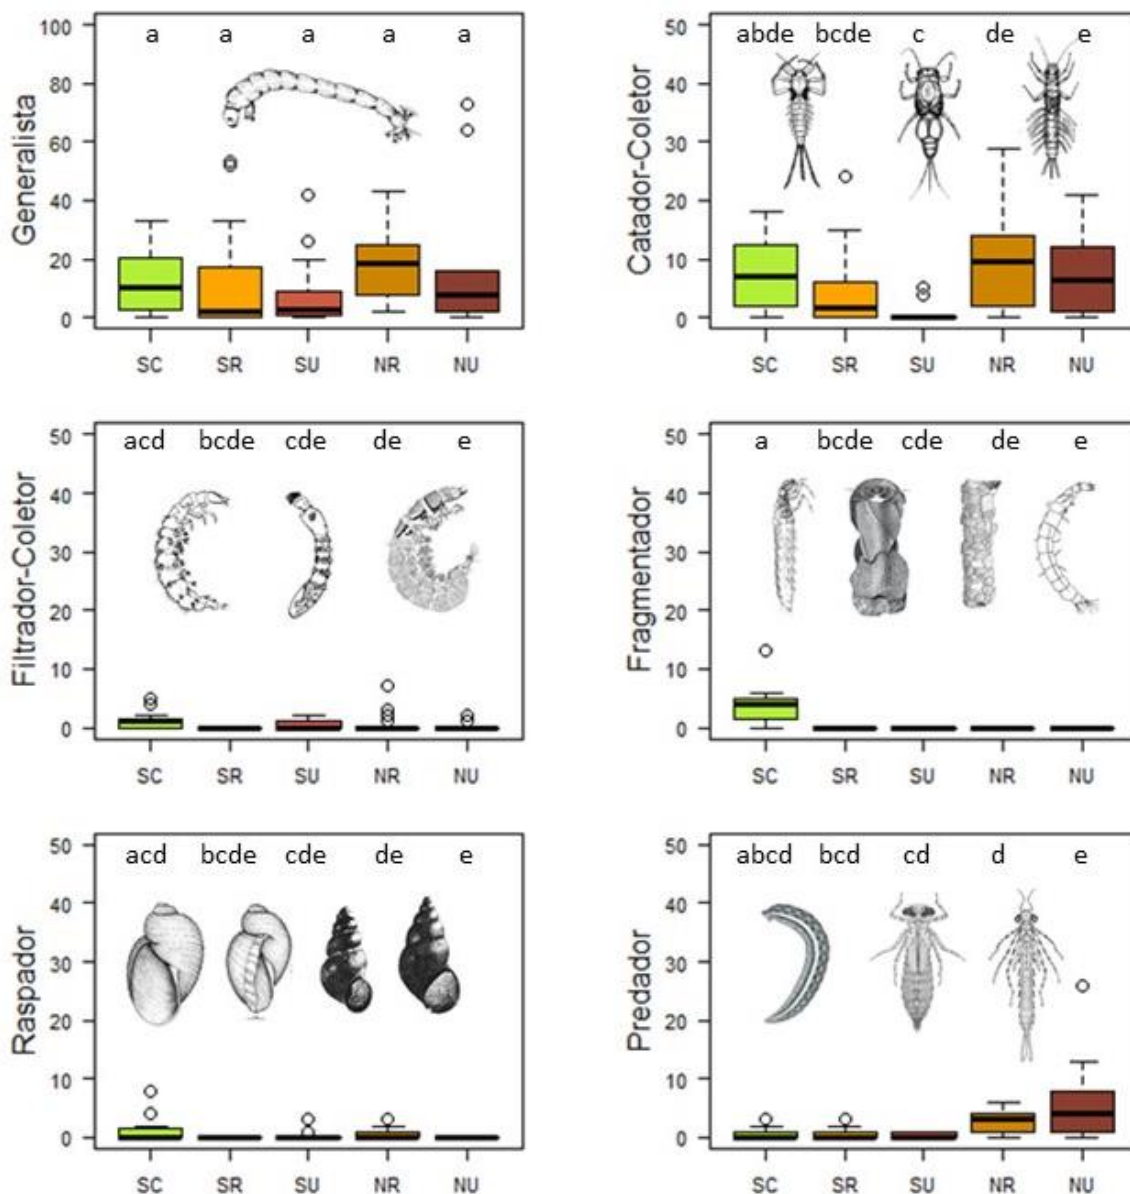 Generalista
100
80
60
40
20
0
a a a a a
SC SR SU NR NU
Catador-Coletor
50
40
30
20
10
0
abde bcde c de e
SC SR SU NR NU
Filtrador-Coletor
50
40
30
20
10
0
acd bcde cde de e
SC SR SU NR NU
Fragmentador
50
40
30
20
10
0
a bcde cde de e
SC SR SU NR NU
Raspador
50
40
30
20
10
0
acd bcde cde de e
SC SR SU NR NU
Predador
50
40
30
20
10
0
abcd bcd cd d e
SC SR SU NR NU